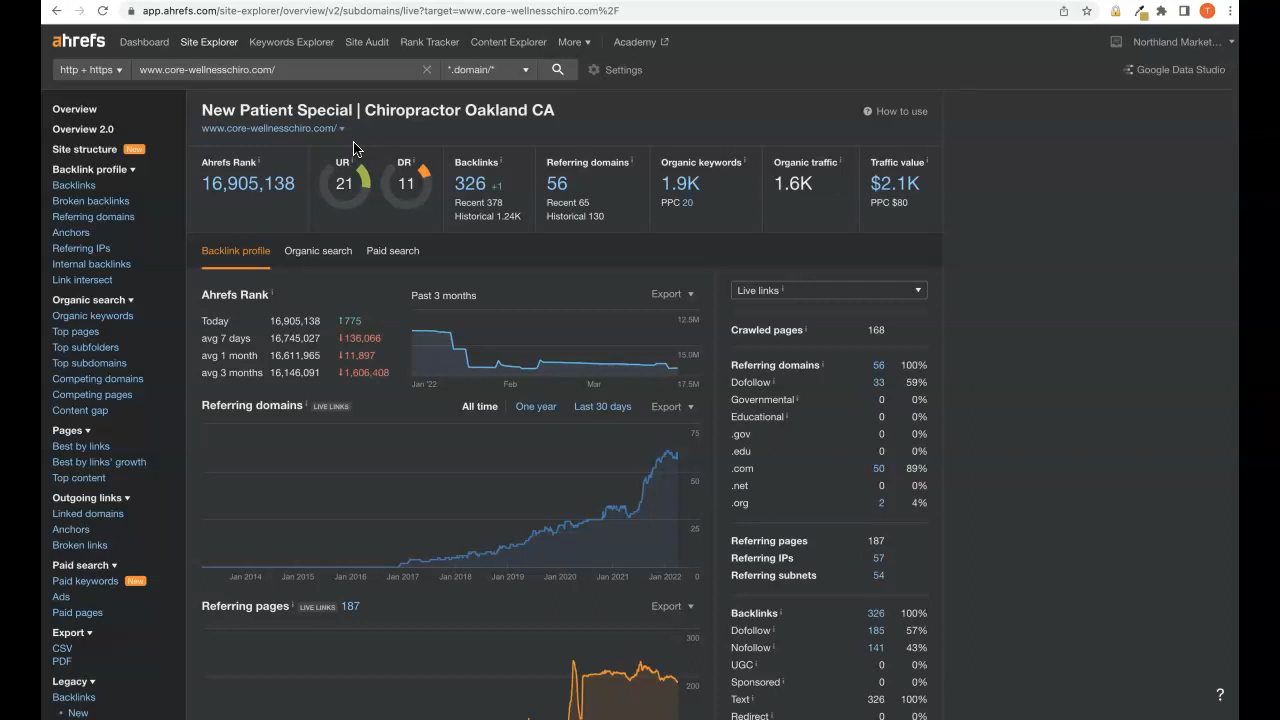 app.ahrefs.com/site-explorer/overview/v2/subdomains/live?target=www.core-wellnesschiro.com%2F
T
ahrefs Dashboard Site Explorer Keywords Explorer Site Audit Rank Tracker Content Explorer More Academy Northland Market...
http + https www.core-wellnesschiro.com/ *.domain/* Settings Google Data Studio
Overview
Overview 2.0
Site structure New
Backlink profile
Backlinks
Broken backlinks
Referring domains
Anchors
Referring IPs
Internal backlinks
Link intersect
Organic search
Organic keywords
Top pages
Top subfolders
Top subdomains
Competing domains
Competing pages
Content gap
Pages
Best by links
Best by links' growth
Top content
Outgoing links
Linked domains
Anchors
Broken links
Paid search
Paid keywords New
Ads
Paid pages
Export
CSV
PDF
Legacy
Backlinks
• New
New Patient Special | Chiropractor Oakland CA
How to use
www.core-wellnesschiro.com/
Ahrefs Rank i UR i DR i Backlinks i Referring domains i Organic keywords i Organic traffic i Traffic value i
16,905,138 21 11 326 +1 56 1.9K 1.6K $2.1K
Recent 378 Recent 65 PPC 20 PPC $80
Historical 1.24K Historical 130
Backlink profile Organic search Paid search
Ahrefs Rank i Past 3 months Export
Today 16,905,138 ↑775
avg 7 days 16,745,027 ↓136,066
avg 1 month 16,611,965 ↓11,897
avg 3 months 16,146,091 ↓1,606,408
12.5M
15.0M
17.5M
Jan '22 Feb Mar
Referring domains i LIVE LINKS All time One year Last 30 days Export
75
50
25
0
Jan 2014 Jan 2015 Jan 2016 Jan 2017 Jan 2018 Jan 2019 Jan 2020 Jan 2021 Jan 2022
Referring pages i LIVE LINKS 187 Export
300
200
Live links i
Crawled pages i 168
Referring domains i 56 100%
Dofollow i 33 59%
Governmental i 0 0%
Educational i 0 0%
.gov 0 0%
.edu 0 0%
.com 50 89%
.net 0 0%
.org 2 4%
Referring pages 187
Referring IPs 57
Referring subnets 54
Backlinks i 326 100%
Dofollow i 185 57%
Nofollow i 141 43%
UGC i 0 0%
Sponsored i 0 0%
Text i 326 100%
Redirect i 0 0%
?